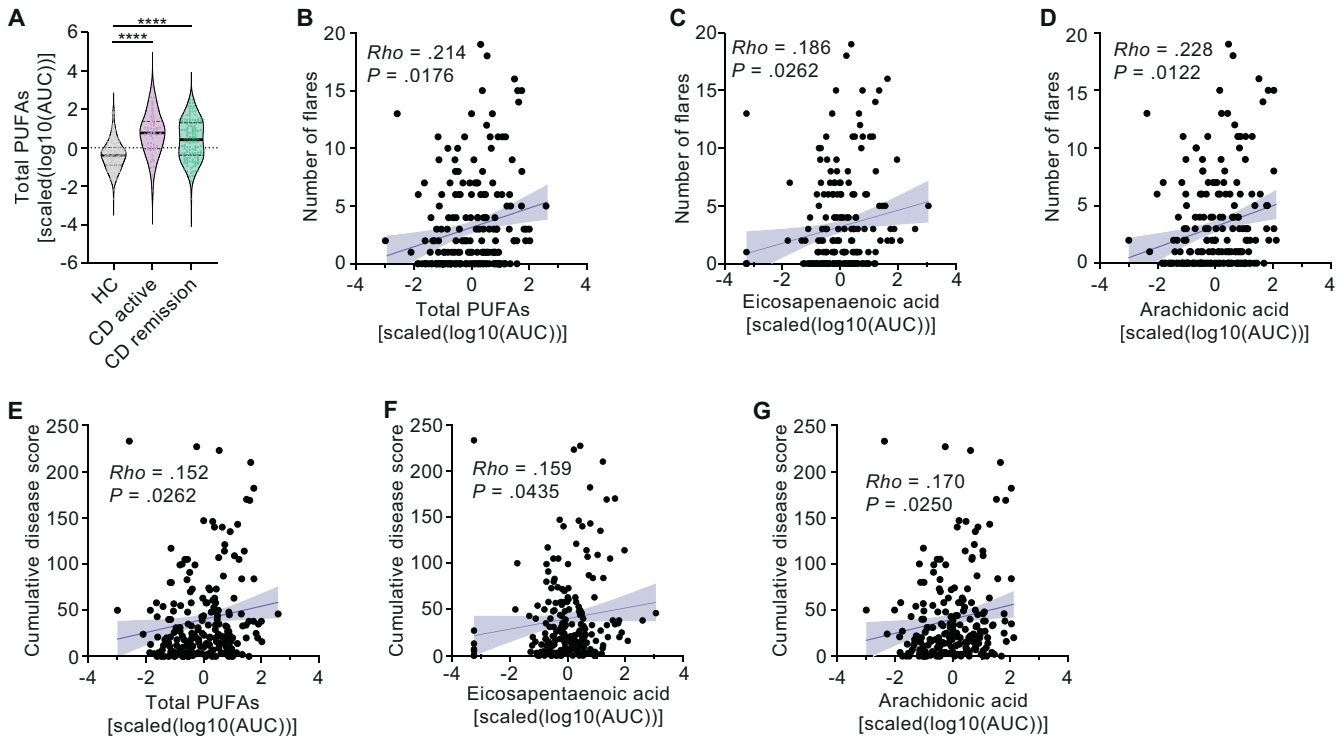 A
Total PUFAs
[scaled(log10(AUC))]
6
4
2
0
-2
-4
-6
****
****
HC
CD active
CD remission
B
Number of flares
20
15
10
5
0
Rho = .214
P = .0176
-4
-2
0
2
4
Total PUFAs
[scaled(log10(AUC))]
C
Number of flares
20
15
10
5
0
Rho = .186
P = .0262
-4
-2
0
2
4
Eicosapenaenoic acid
[scaled(log10(AUC))]
D
Number of flares
20
15
10
5
0
Rho = .228
P = .0122
-4
-2
0
2
4
Arachidonic acid
[scaled(log10(AUC))]
E
Cumulative disease score
250
200
150
100
50
0
Rho = .152
P = .0262
-4
-2
0
2
4
Total PUFAs
[scaled(log10(AUC))]
F
Cumulative disease score
250
200
150
100
50
0
Rho = .159
P = .0435
-4
-2
0
2
4
Eicosapentaenoic acid
[scaled(log10(AUC))]
G
Cumulative disease score
250
200
150
100
50
0
Rho = .170
P = .0250
-4
-2
0
2
4
Arachidonic acid
[scaled(log10(AUC))]